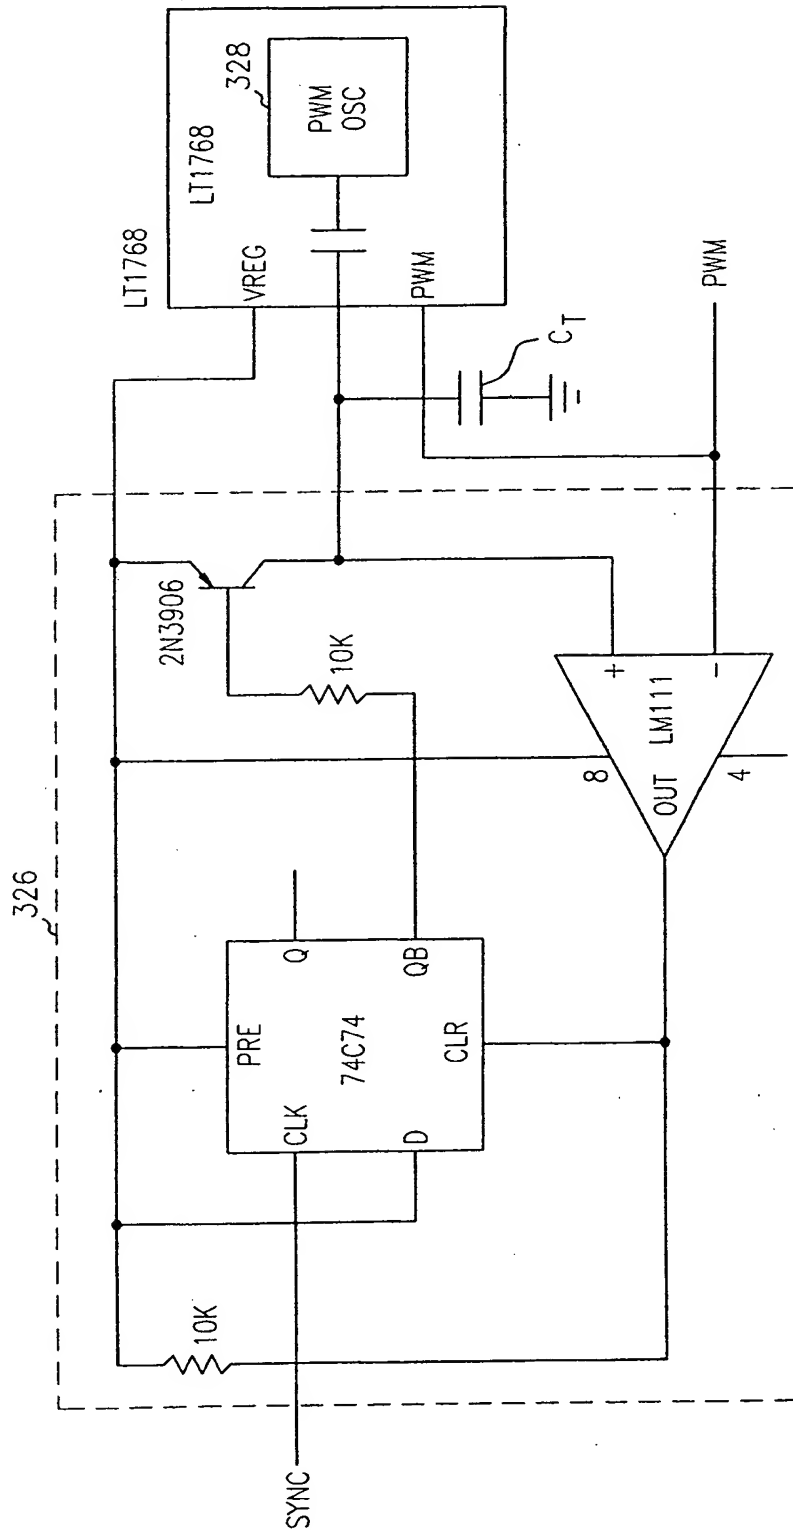 326
SYNC
10K
CLK
D
PRE
74C74
CLR
Q
QB
10K
2N3906
8
OUT
LM111
4
+
-
PWM
LT1768
VREG
PWM
LT1768
PWM
OSC
328
CT